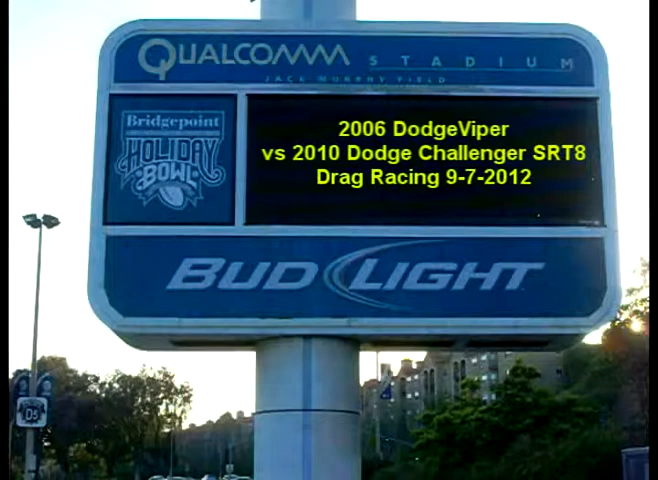 QUALCOMM STADIUM
JACK MURPHY FIELD
Bridgepoint
HOLIDAY
BOWL
2006 DodgeViper
vs 2010 Dodge Challenger SRT8
Drag Racing 9-7-2012
BUD LIGHT
D5